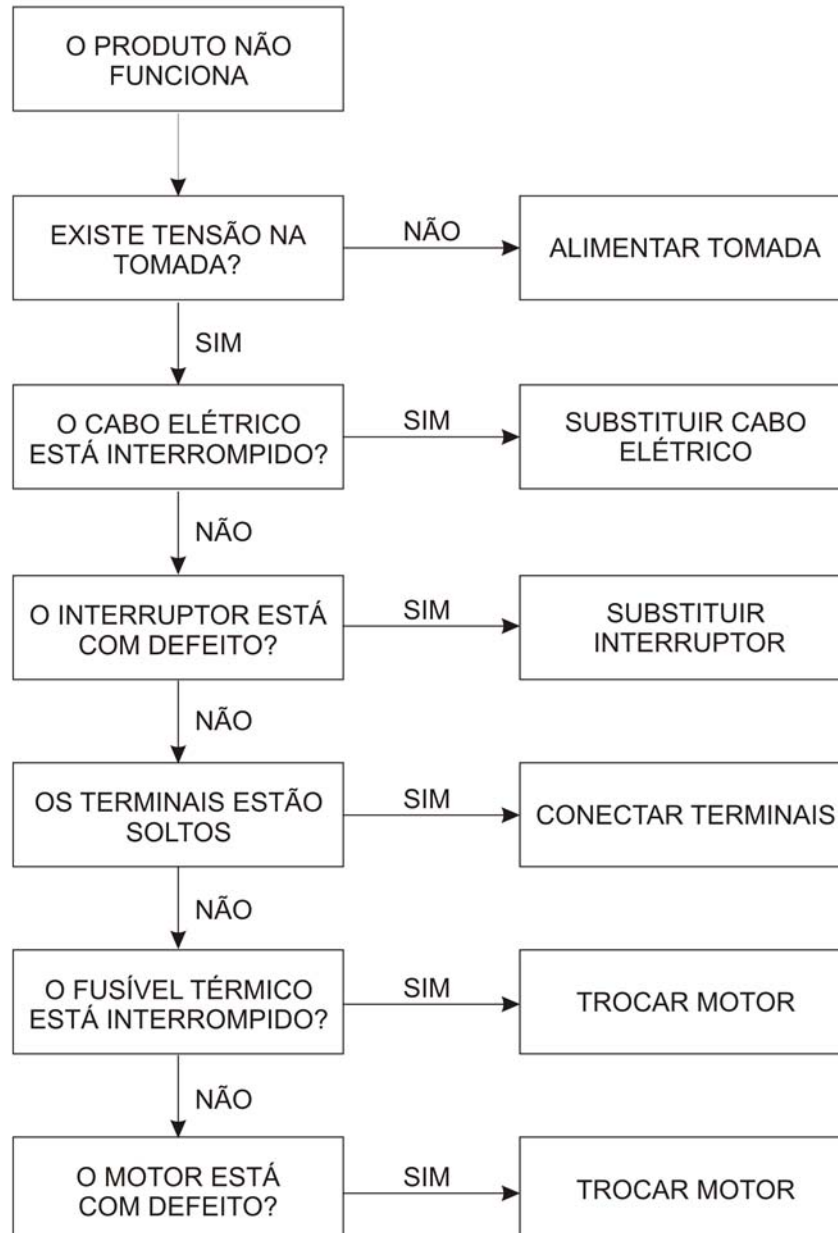 O PRODUTO NÃO
FUNCIONA
EXISTE TENSÃO NA
TOMADA?
NÃO
ALIMENTAR TOMADA
SIM
O CABO ELÉTRICO
ESTÁ INTERROMPIDO?
SIM
SUBSTITUIR CABO
ELÉTRICO
NÃO
O INTERRUPTOR ESTÁ
COM DEFEITO?
SIM
SUBSTITUIR
INTERRUPTOR
NÃO
OS TERMINAIS ESTÃO
SOLTOS
SIM
CONECTAR TERMINAIS
NÃO
O FUSÍVEL TÉRMICO
ESTÁ INTERROMPIDO?
SIM
TROCAR MOTOR
NÃO
O MOTOR ESTÁ
COM DEFEITO?
SIM
TROCAR MOTOR